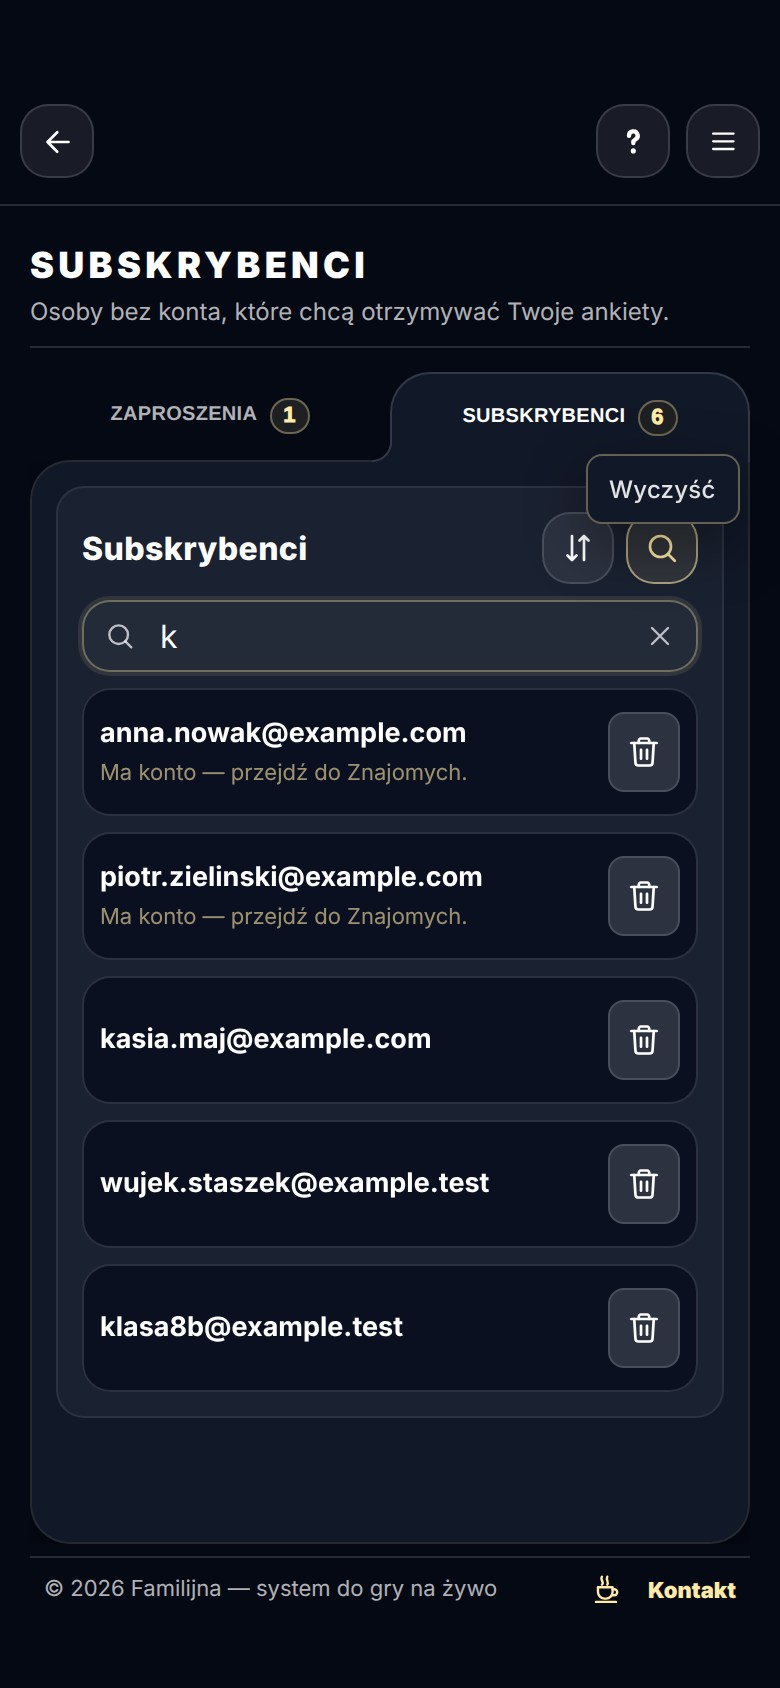 SUBSKRYBENCI
Osoby bez konta, które chcą otrzymywać Twoje ankiety.
ZAPROSZENIA 1
SUBSKRYBENCI 6
Wyczyść
Subskrybenci
k
anna.nowak@example.com
Ma konto — przejdź do Znajomych.
piotr.zielinski@example.com
Ma konto — przejdź do Znajomych.
kasia.maj@example.com
wujek.staszek@example.test
klasa8b@example.test
© 2026 Familijna — system do gry na żywo
Kontakt